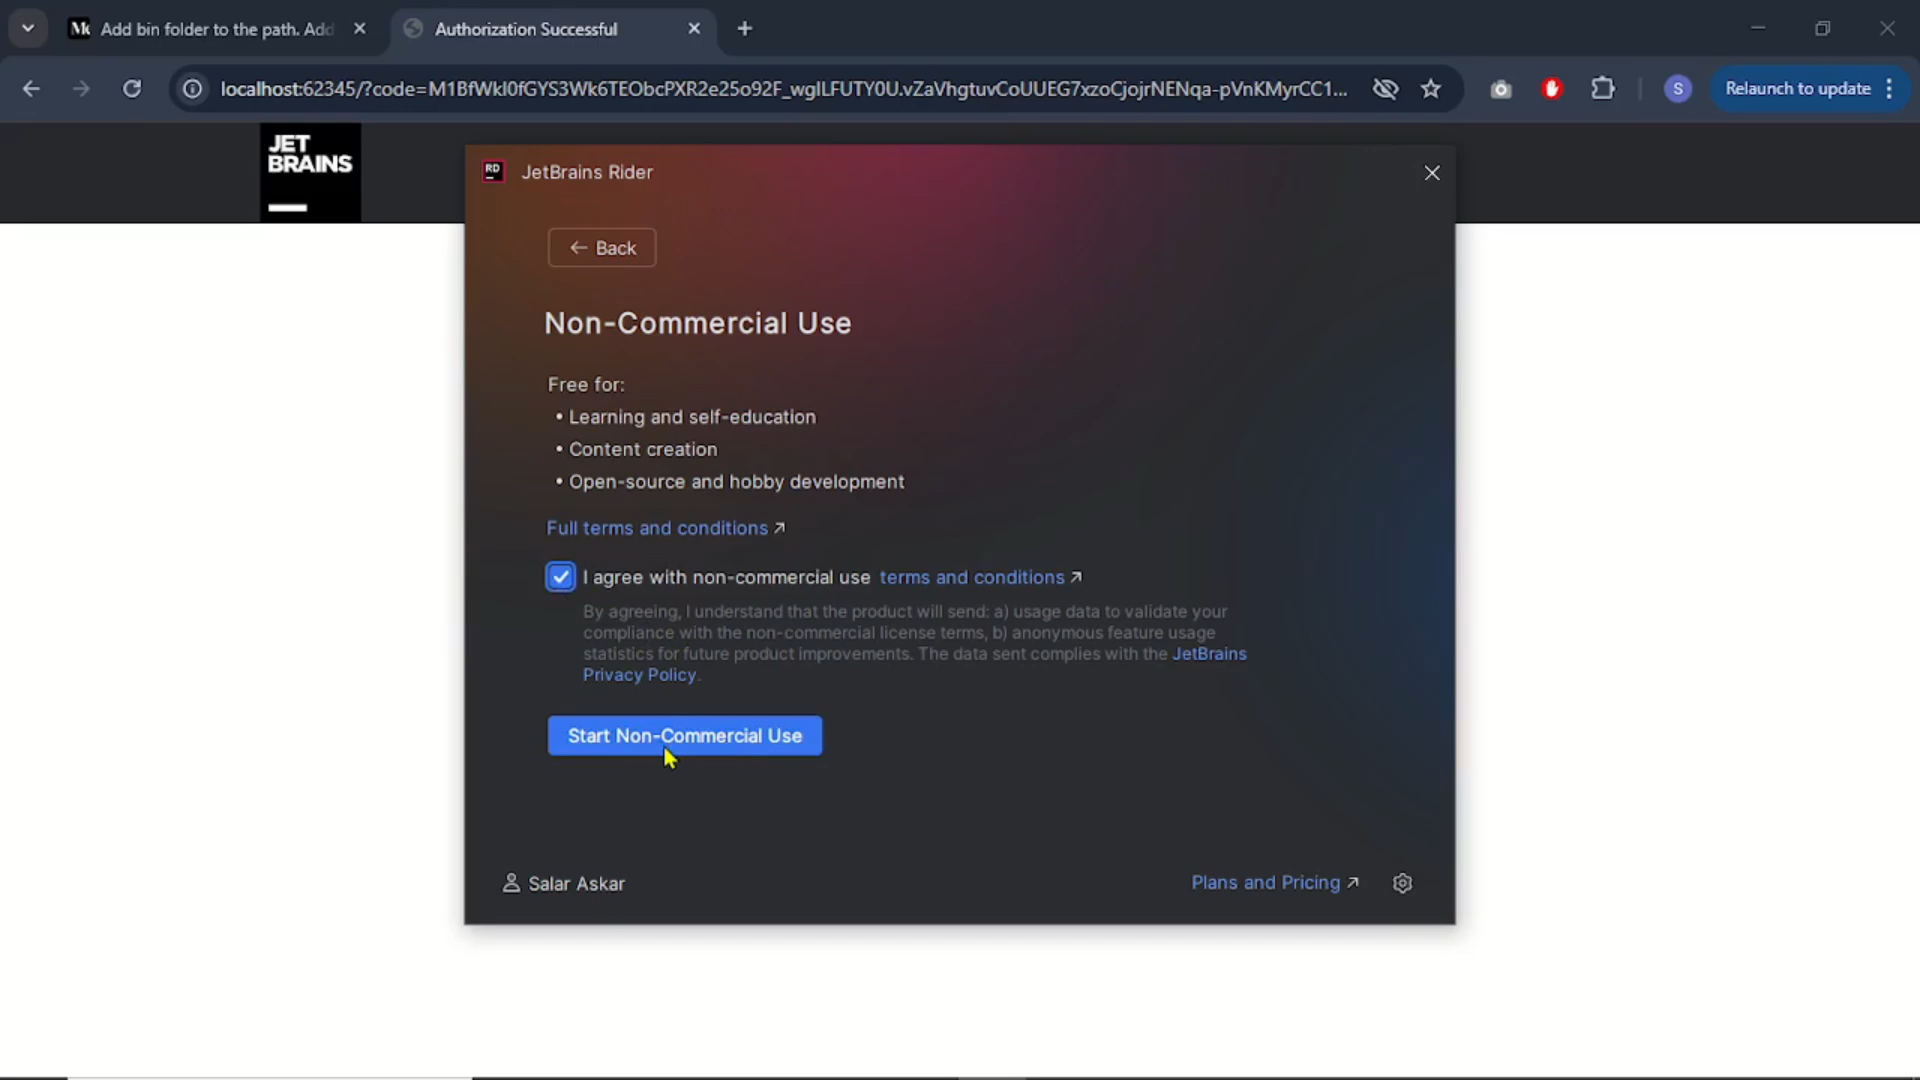 Add bin folder to the path. Add
Authorization Successful
localhost:62345/?code=M1BfWkl0fGYS3Wk6TEObcPXR2e25o92F_wglLFUTY0U.vZaVhgtuvCoUUEG7xzoCjojrNENqa-pVnKMyrCC1...
S
Relaunch to update
JET
BRAINS
RD
JetBrains Rider
← Back
Non-Commercial Use
Free for:
• Learning and self-education
• Content creation
• Open-source and hobby development
Full terms and conditions ↗
I agree with non-commercial use terms and conditions ↗
By agreeing, I understand that the product will send: a) usage data to validate your
compliance with the non-commercial license terms, b) anonymous feature usage
statistics for future product improvements. The data sent complies with the JetBrains
Privacy Policy.
Start Non-Commercial Use
Salar Askar
Plans and Pricing ↗